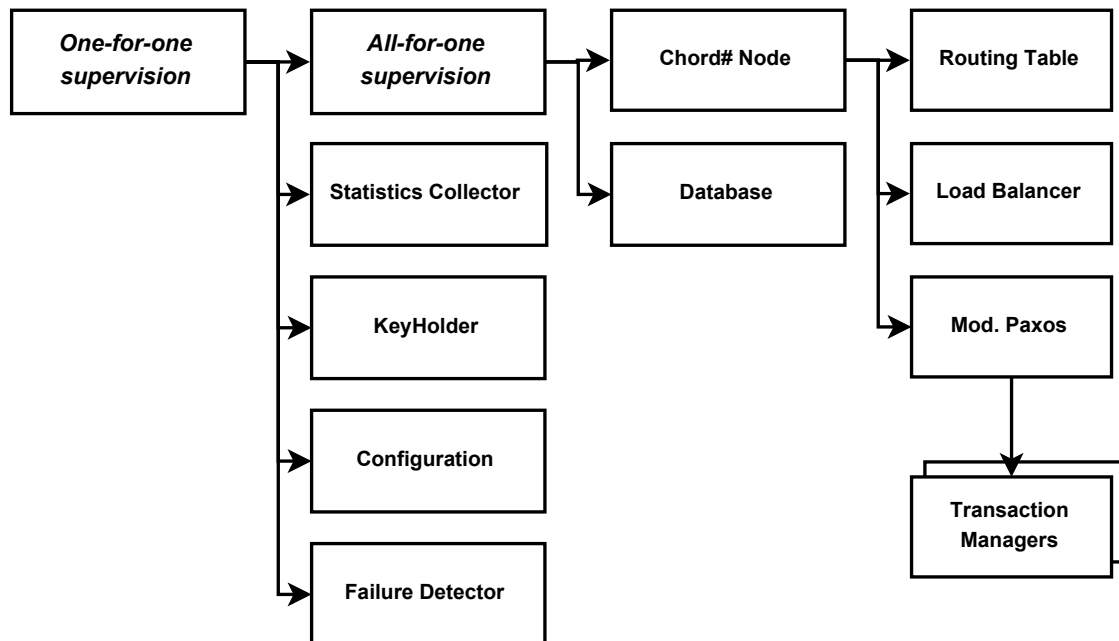 One-for-one
supervision
All-for-one
supervision
Chord# Node
Routing Table
Statistics Collector
Database
Load Balancer
KeyHolder
Mod. Paxos
Configuration
Transaction
Managers
Failure Detector